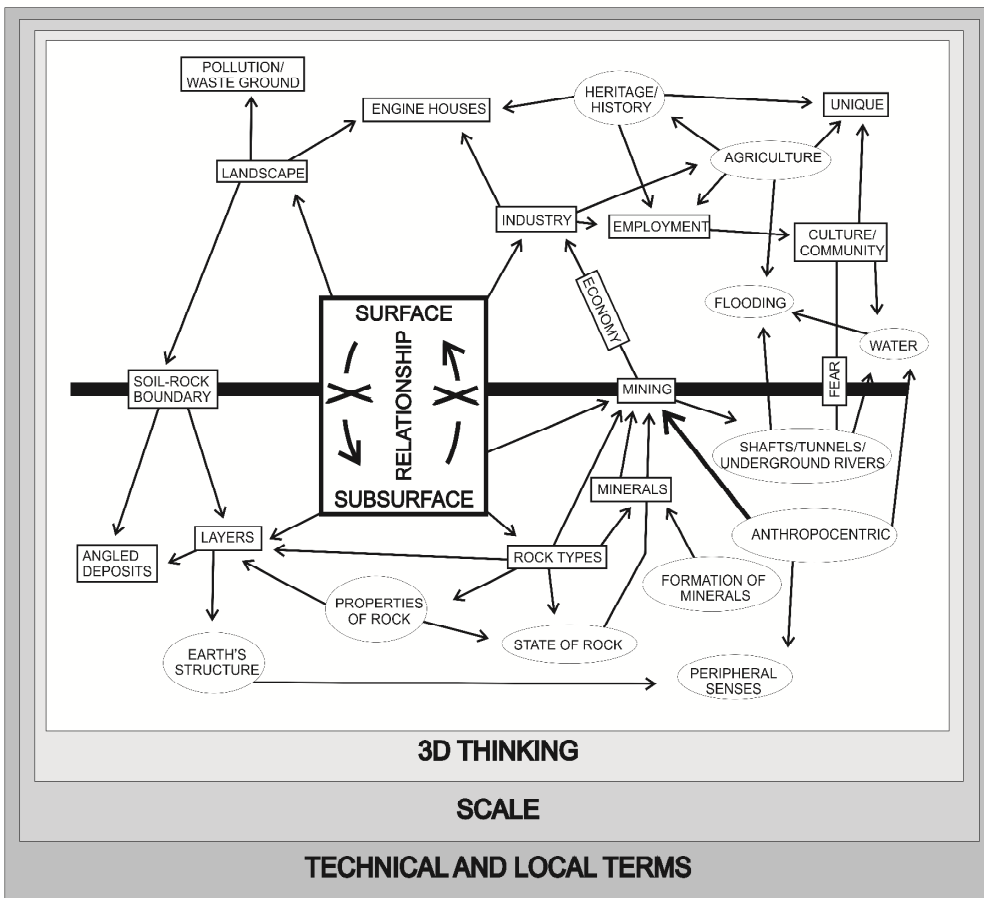 POLLUTION/
WASTE GROUND
ENGINE HOUSES
HERITAGE/
HISTORY
UNIQUE
LANDSCAPE
AGRICULTURE
INDUSTRY
EMPLOYMENT
CULTURE/
COMMUNITY
ECONOMY
FLOODING
WATER
SURFACE
RELATIONSHIP
SUBSURFACE
SOIL-ROCK
BOUNDARY
MINING
FEAR
SHAFTS/TUNNELS/
UNDERGROUND RIVERS
MINERALS
ANTHROPOCENTRIC
LAYERS
ANGLED
DEPOSITS
ROCK TYPES
FORMATION OF
MINERALS
PROPERTIES
OF ROCK
STATE OF ROCK
EARTH'S
STRUCTURE
PERIPHERAL
SENSES
3D THINKING
SCALE
TECHNICAL AND LOCAL TERMS